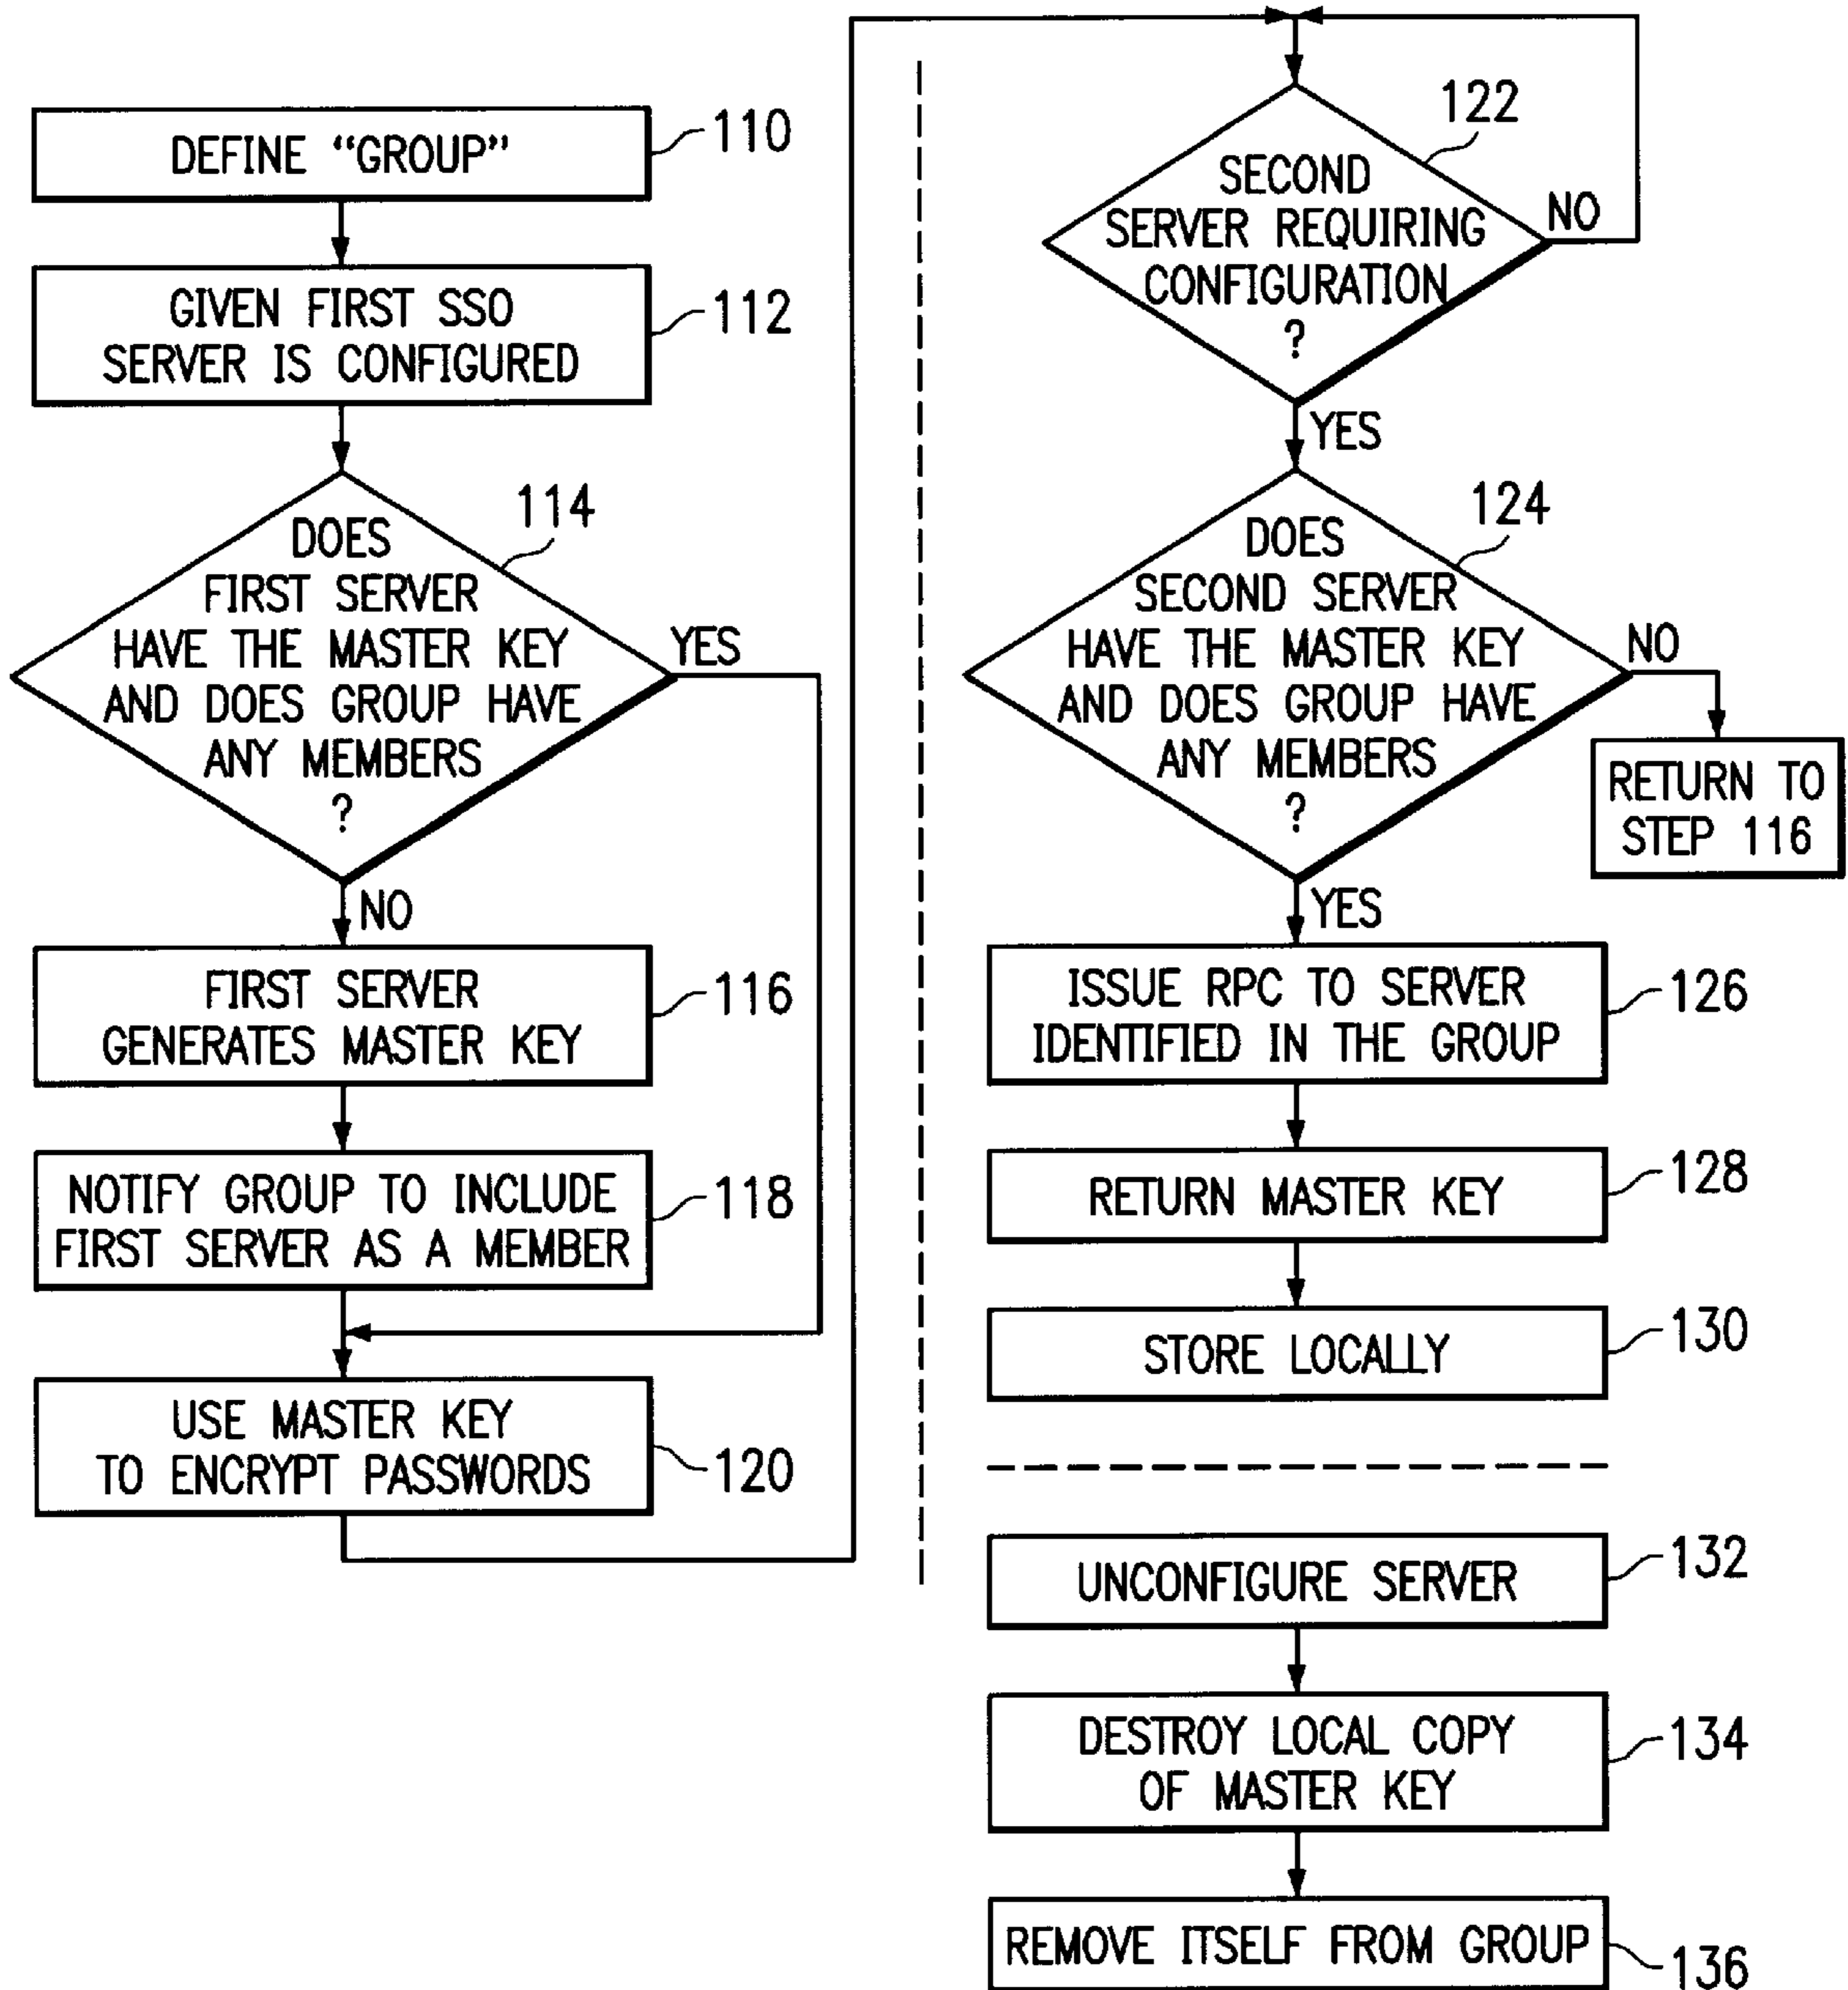 DEFINE “GROUP”
110
GIVEN FIRST SSO
SERVER IS CONFIGURED
112
DOES
FIRST SERVER
HAVE THE MASTER KEY
AND DOES GROUP HAVE
ANY MEMBERS
?
114
YES
NO
FIRST SERVER
GENERATES MASTER KEY
116
NOTIFY GROUP TO INCLUDE
FIRST SERVER AS A MEMBER
118
USE MASTER KEY
TO ENCRYPT PASSWORDS
120
SECOND
SERVER REQUIRING
CONFIGURATION
?
122
NO
YES
DOES
SECOND SERVER
HAVE THE MASTER KEY
AND DOES GROUP HAVE
ANY MEMBERS
?
124
NO
RETURN TO
STEP 116
YES
ISSUE RPC TO SERVER
IDENTIFIED IN THE GROUP
126
RETURN MASTER KEY
128
STORE LOCALLY
130
UNCONFIGURE SERVER
132
DESTROY LOCAL COPY
OF MASTER KEY
134
REMOVE ITSELF FROM GROUP
136